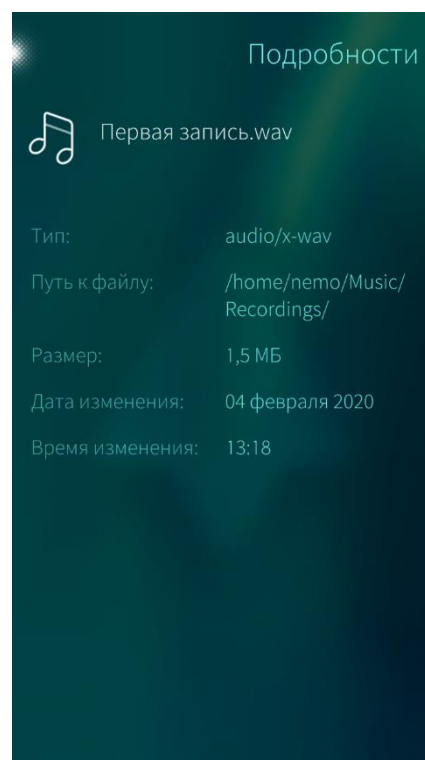 Подробности
Первая запись.wav
Тип: audio/x-wav
Путь к файлу: /home/nemo/Music/
Recordings/
Размер: 1,5 МБ
Дата изменения: 04 февраля 2020
Время изменения: 13:18